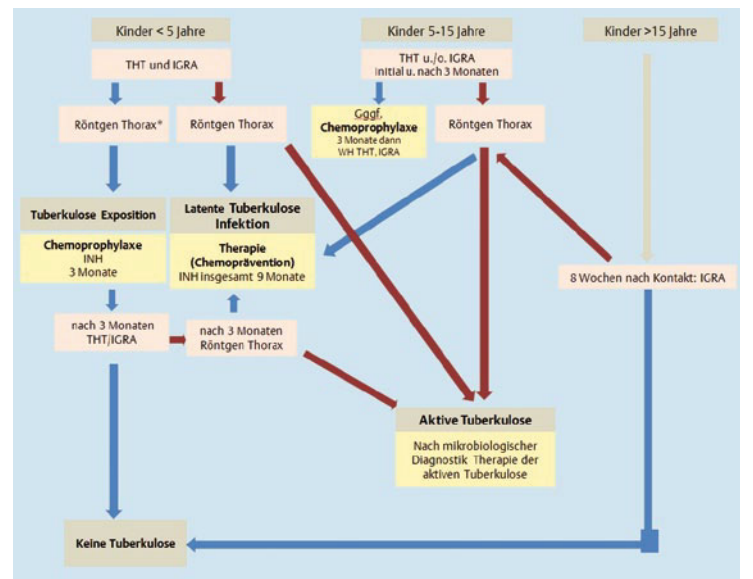 Kinder < 5 Jahre
Kinder 5-15 Jahre
Kinder >15 Jahre
THT und IGRA
THT u./o. IGRA
Initial u. nach 3 Monaten
Röntgen Thorax*
Röntgen Thorax
Gggf.
Chemoprophylaxe
3 Monate dann
WH THT, IGRA
Röntgen Thorax
Tuberkulose Exposition
Chemoprophylaxe
INH
3 Monate
Latente Tuberkulose
Infektion
Therapie
(Chemoprävention)
INH insgesamt 9 Monate
8 Wochen nach Kontakt: IGRA
nach 3 Monaten
THT/IGRA
nach 3 Monaten
Röntgen Thorax
Aktive Tuberkulose
Nach mikrobiologischer
Diagnostik Therapie der
aktiven Tuberkulose
Keine Tuberkulose